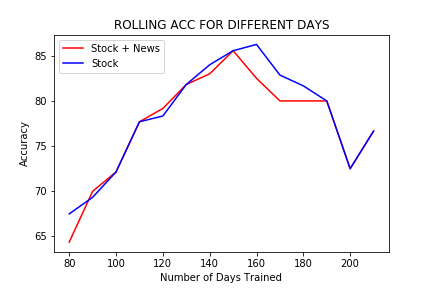 ROLLING ACC FOR DIFFERENT DAYS
Stock + News
Stock
85
80
75
70
65
Accuracy
80 100 120 140 160 180 200
Number of Days Trained